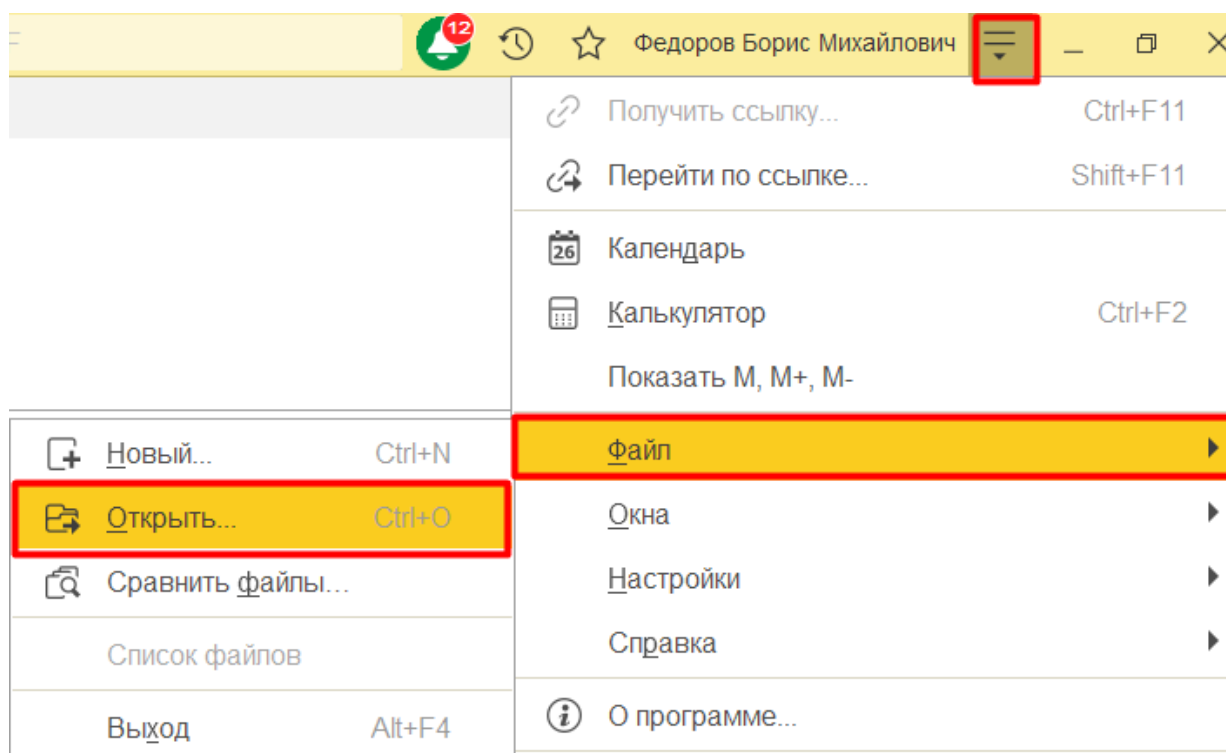 12
Федоров Борис Михайлович
Получить ссылку... Ctrl+F11
Перейти по ссылке... Shift+F11
26 Календарь
Калькулятор Ctrl+F2
Показать M, M+, M-
Файл
Окна
Настройки
Справка
О программе...
Новый... Ctrl+N
Открыть... Ctrl+O
Сравнить файлы...
Список файлов
Выход Alt+F4